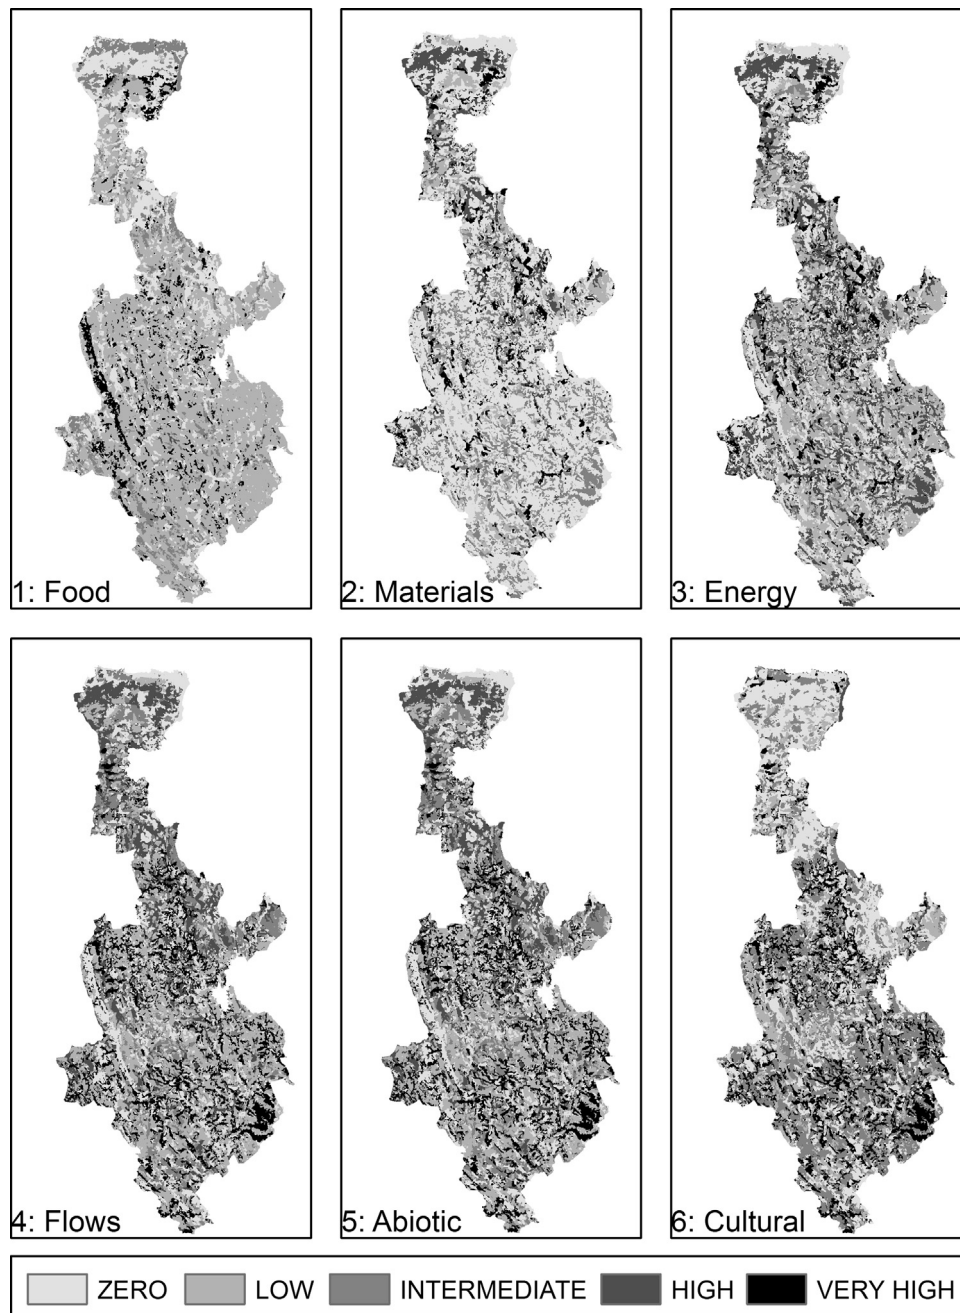 1: Food
2: Materials
3: Energy
4: Flows
5: Abiotic
6: Cultural
ZERO LOW INTERMEDIATE HIGH VERY HIGH